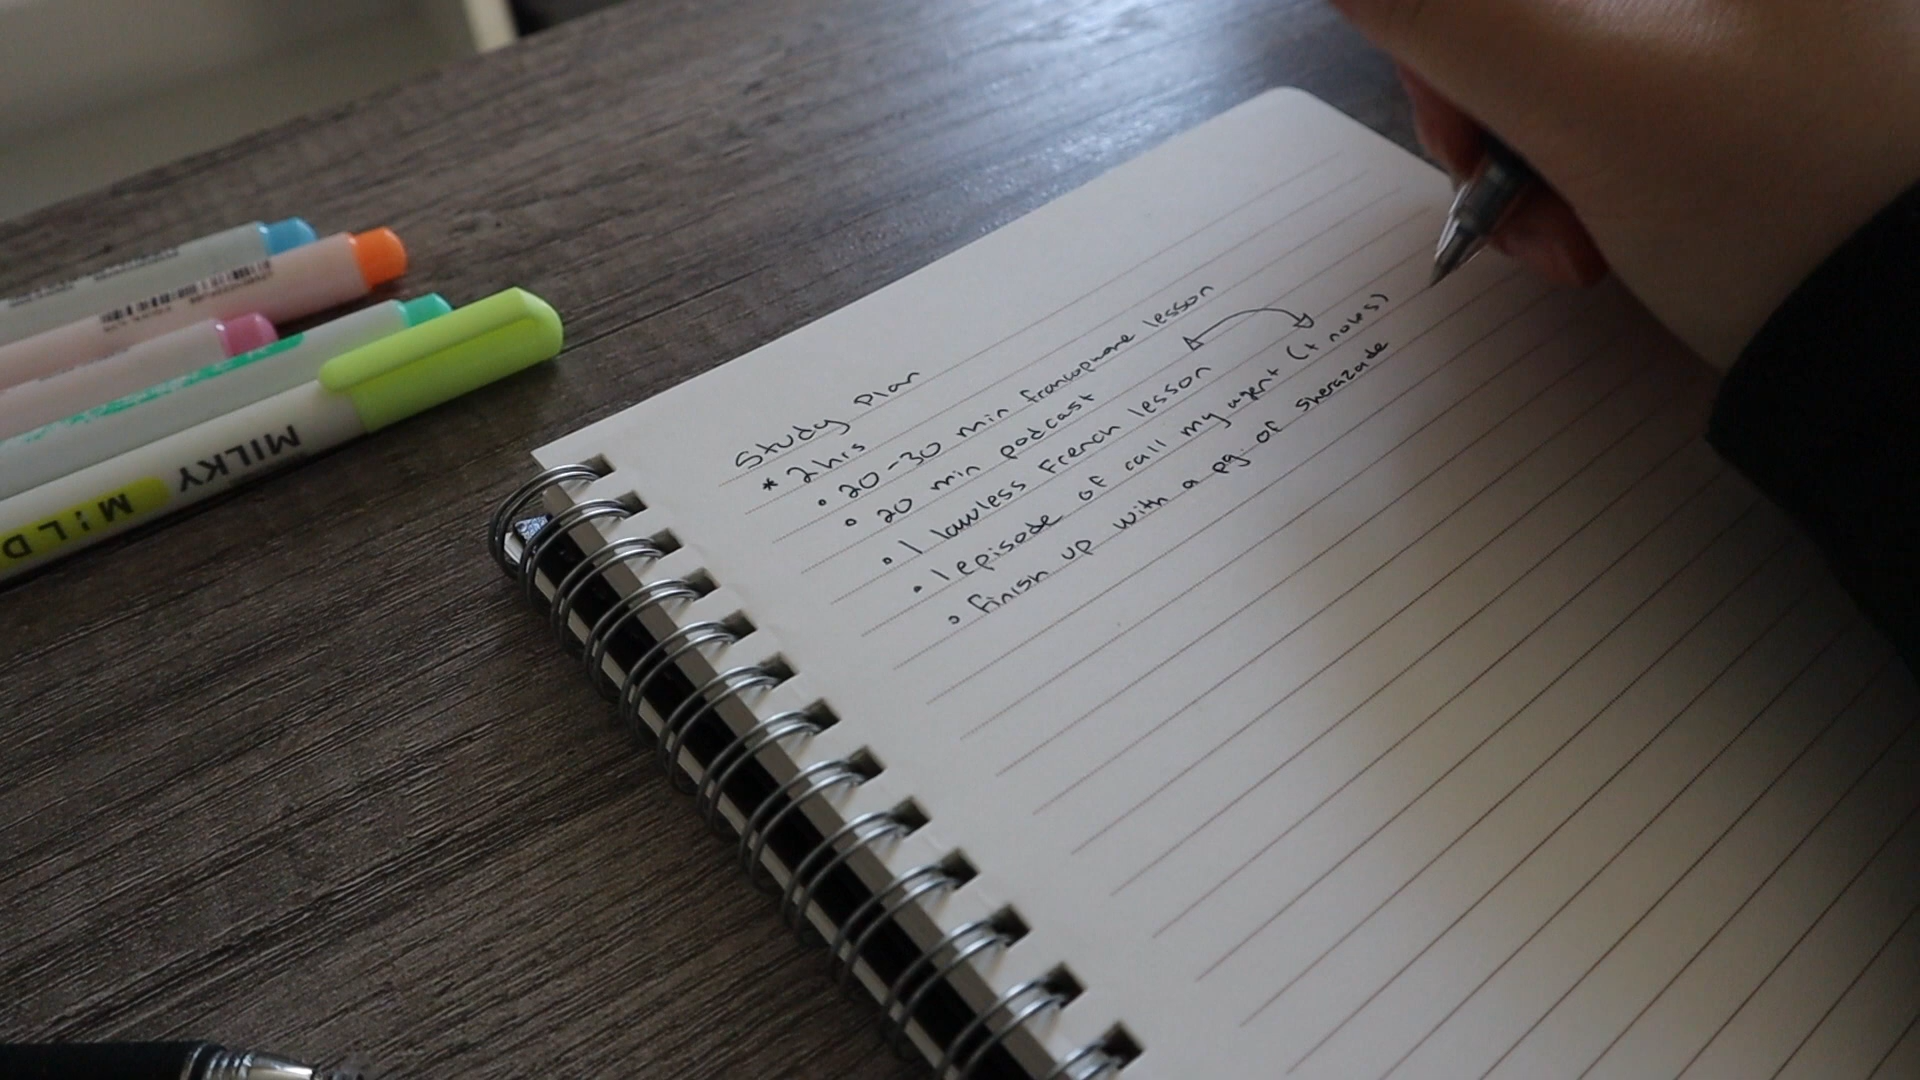 Study Plan
* 2hrs
• 20-30 min francophone lesson
• 20 min podcast
• 1 lawless French lesson
• 1 episode of call my agent (+ notes)
• finish up with a pg. of sherazade
MILKY
MiLD